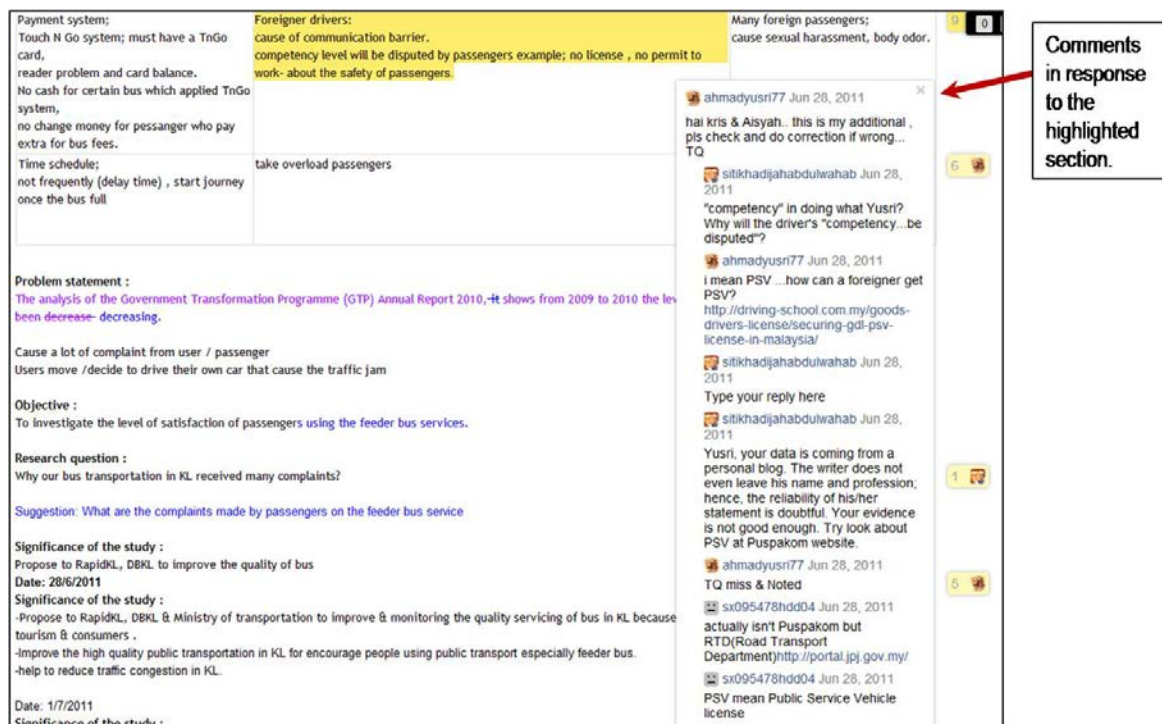 Payment system;
Touch N Go system; must have a TnGo
card,
reader problem and card balance.
No cash for certain bus which applied TnGo
system,
no change money for pessanger who pay
extra for bus fees.
Foreigner drivers:
cause of communication barrier.
competency level will be disputed by passengers example; no license , no permit to
work- about the safety of passengers.
Many foreign passengers;
cause sexual harassment, body odor.
9
0
Time schedule;
not frequently (delay time) , start journey
once the bus full
take overload passengers
6
Problem statement :
The analysis of the Government Transformation Programme (GTP) Annual Report 2010, it shows from 2009 to 2010 the lev
been decrease decreasing.
Cause a lot of complaint from user / passenger
Users move /decide to drive their own car that cause the traffic jam
Objective :
To investigate the level of satisfaction of passengers using the feeder bus services.
Research question :
Why our bus transportation in KL received many complaints?
1
Suggestion: What are the complaints made by passengers on the feeder bus service
Significance of the study :
Propose to RapidKL, DBKL to improve the quality of bus
Date: 28/6/2011
5
Significance of the study :
-Propose to RapidKL, DBKL & Ministry of transportation to improve & monitoring the quality servicing of bus in KL because
tourism & consumers .
-Improve the high quality public transportation in KL for encourage people using public transport especially feeder bus.
-help to reduce traffic congestion in KL.
Date: 1/7/2011
Significance of the study :
ahmadyusri77 Jun 28, 2011
hai kris & Aisyah.. this is my additional ,
pls check and do correction if wrong...
TQ
sitikhadijahabdulwahab Jun 28,
2011
"competency" in doing what Yusri?
Why will the driver's "competency...be
disputed"?
ahmadyusri77 Jun 28, 2011
i mean PSV ...how can a foreigner get
PSV?
http://driving-school.com.my/goods-
drivers-license/securing-gdl-psv-
license-in-malaysia/
sitikhadijahabdulwahab Jun 28,
2011
Type your reply here
sitikhadijahabdulwahab Jun 28,
2011
Yusri, your data is coming from a
personal blog. The writer does not
even leave his name and profession;
hence, the reliability of his/her
statement is doubtful. Your evidence
is not good enough. Try look about
PSV at Puspakom website.
ahmadyusri77 Jun 28, 2011
TQ miss & Noted
sx095478hdd04 Jun 28, 2011
actually isn't Puspakom but
RTD(Road Transport
Department)http://portal.jpj.gov.my/
sx095478hdd04 Jun 28, 2011
PSV mean Public Service Vehicle
license
Comments
in response
to the
highlighted
section.